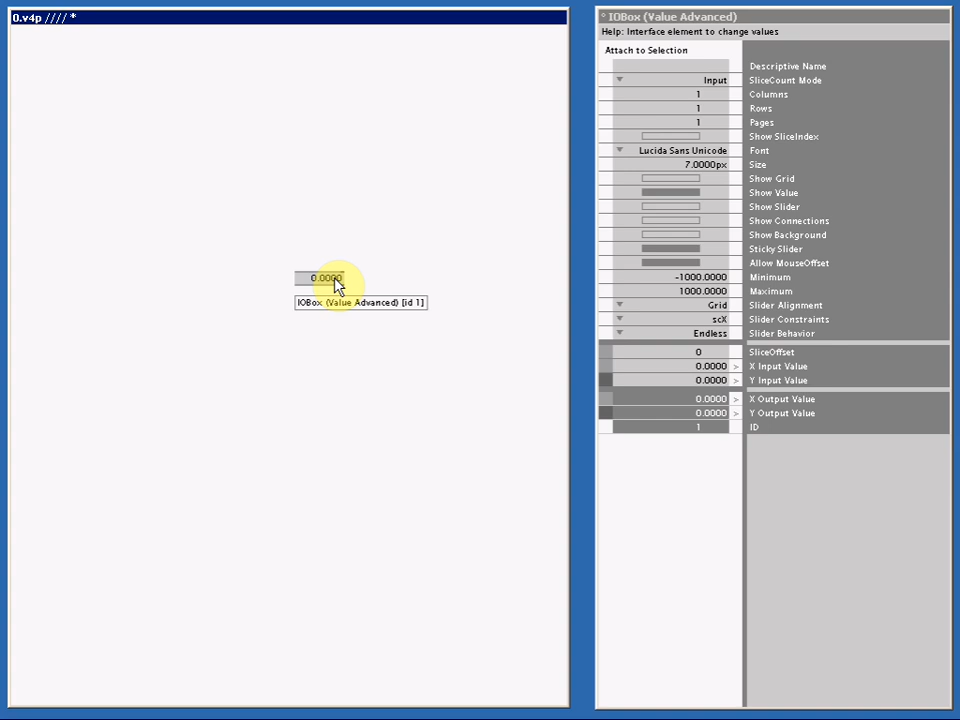 0.v4p //// *
0.0000
IOBox (Value Advanced) [id 1]
° IOBox (Value Advanced)
Help: Interface element to change values
Attach to Selection
Descriptive Name
Input SliceCount Mode
1 Columns
1 Rows
1 Pages
Show SliceIndex
Lucida Sans Unicode Font
7.0000px Size
Show Grid
Show Value
Show Slider
Show Connections
Show Background
Sticky Slider
Allow MouseOffset
-1000.0000 Minimum
1000.0000 Maximum
Grid Slider Alignment
scX Slider Constraints
Endless Slider Behavior
0 SliceOffset
0.0000 > X Input Value
0.0000 > Y Input Value
0.0000 > X Output Value
0.0000 > Y Output Value
1 ID